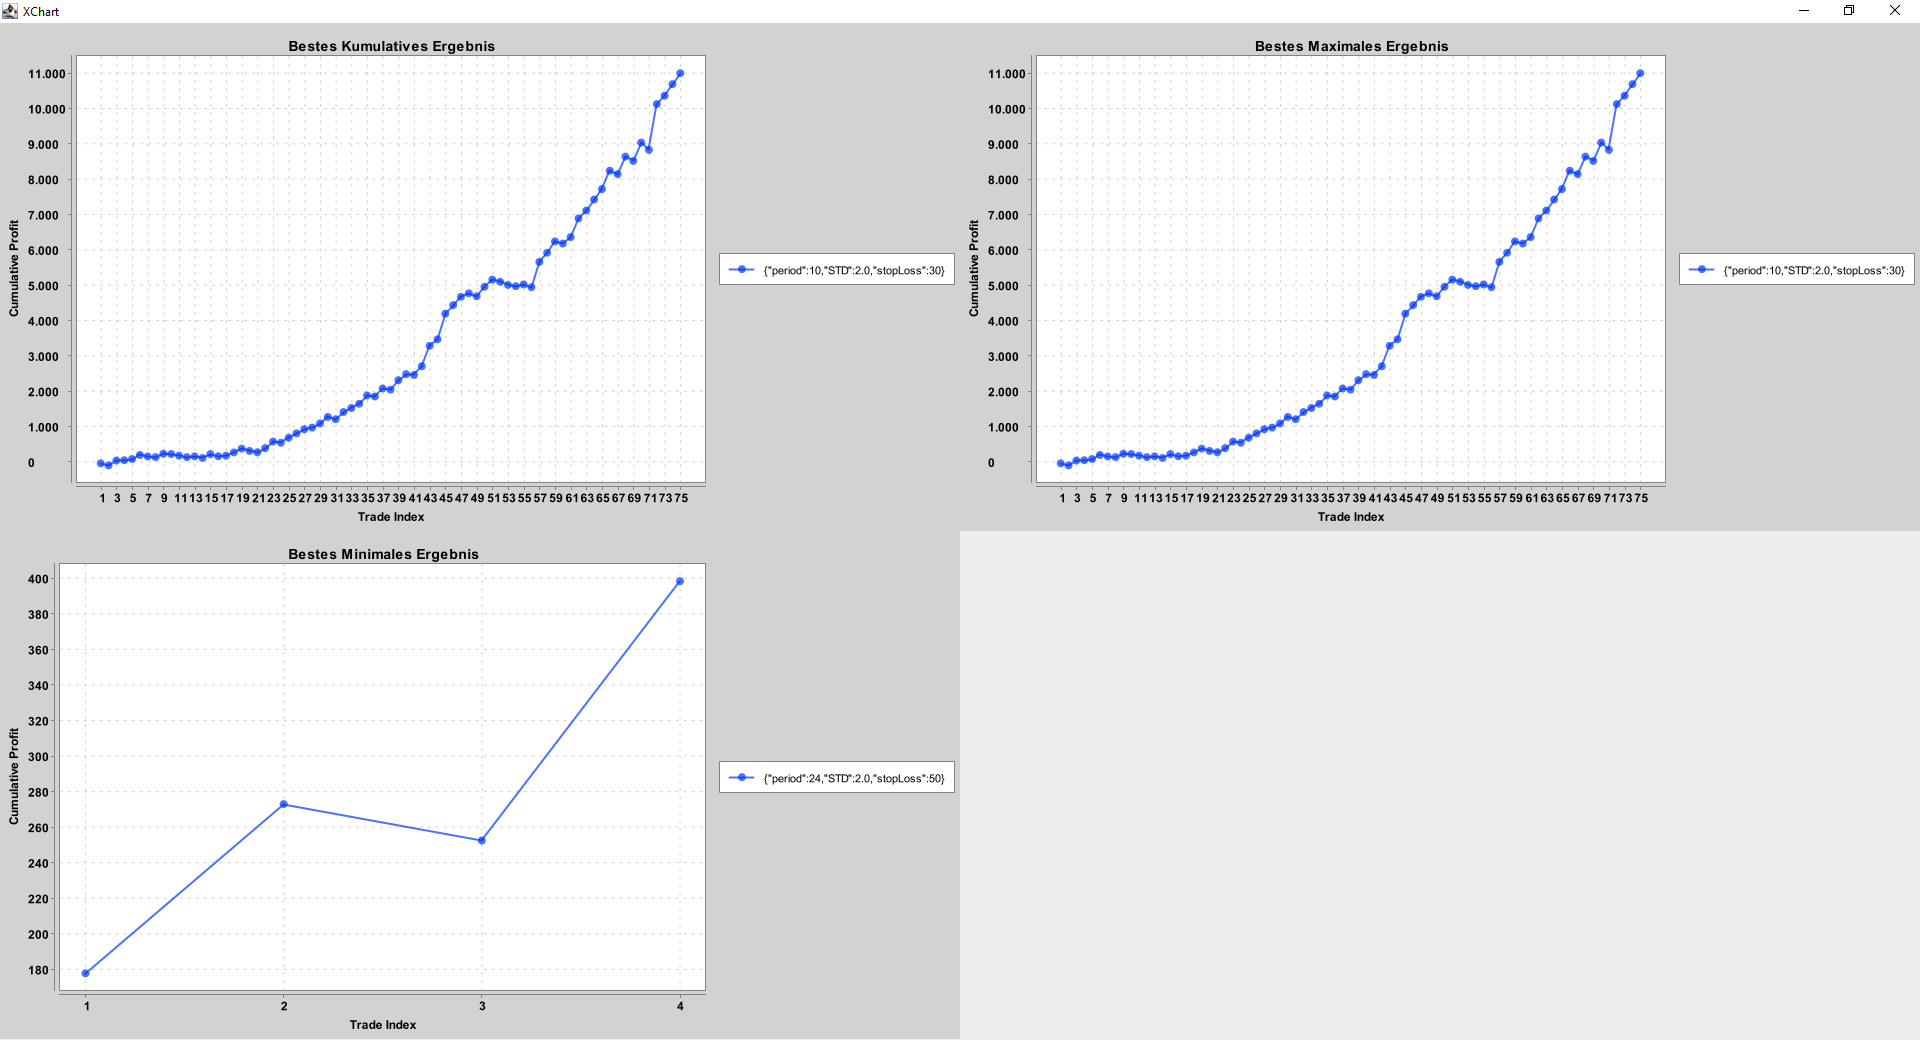 XChart
Bestes Kumulatives Ergebnis
11.000
10.000
9.000
8.000
7.000
6.000
5.000
4.000
3.000
2.000
1.000
0
Cumulative Profit
1 3 5 7 9 11 13 15 17 19 21 23 25 27 29 31 33 35 37 39 41 43 45 47 49 51 53 55 57 59 61 63 65 67 69 71 73 75
Trade Index
{"period":10,"STD":2.0,"stopLoss":30}
Bestes Maximales Ergebnis
11.000
10.000
9.000
8.000
7.000
6.000
5.000
4.000
3.000
2.000
1.000
0
Cumulative Profit
1 3 5 7 9 11 13 15 17 19 21 23 25 27 29 31 33 35 37 39 41 43 45 47 49 51 53 55 57 59 61 63 65 67 69 71 73 75
Trade Index
{"period":10,"STD":2.0,"stopLoss":30}
Bestes Minimales Ergebnis
400
380
360
340
320
300
280
260
240
220
200
180
Cumulative Profit
1 2 3 4
Trade Index
{"period":24,"STD":2.0,"stopLoss":50}